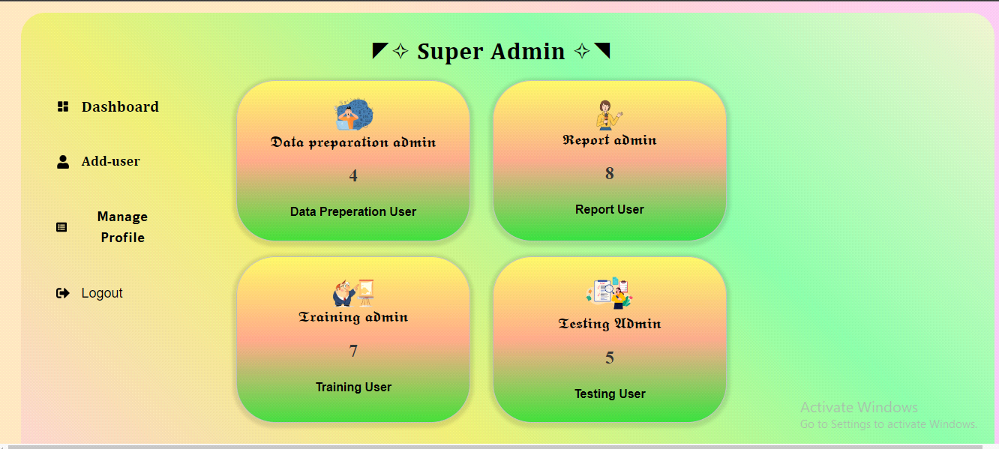 ◤✧ Super Admin ✧◥
Dashboard
Add-user
Manage
Profile
Logout
Data preparation admin
4
Data Preperation User
Report admin
8
Report User
Training admin
7
Training User
Testing Admin
5
Testing User
Activate Windows
Go to Settings to activate Windows.